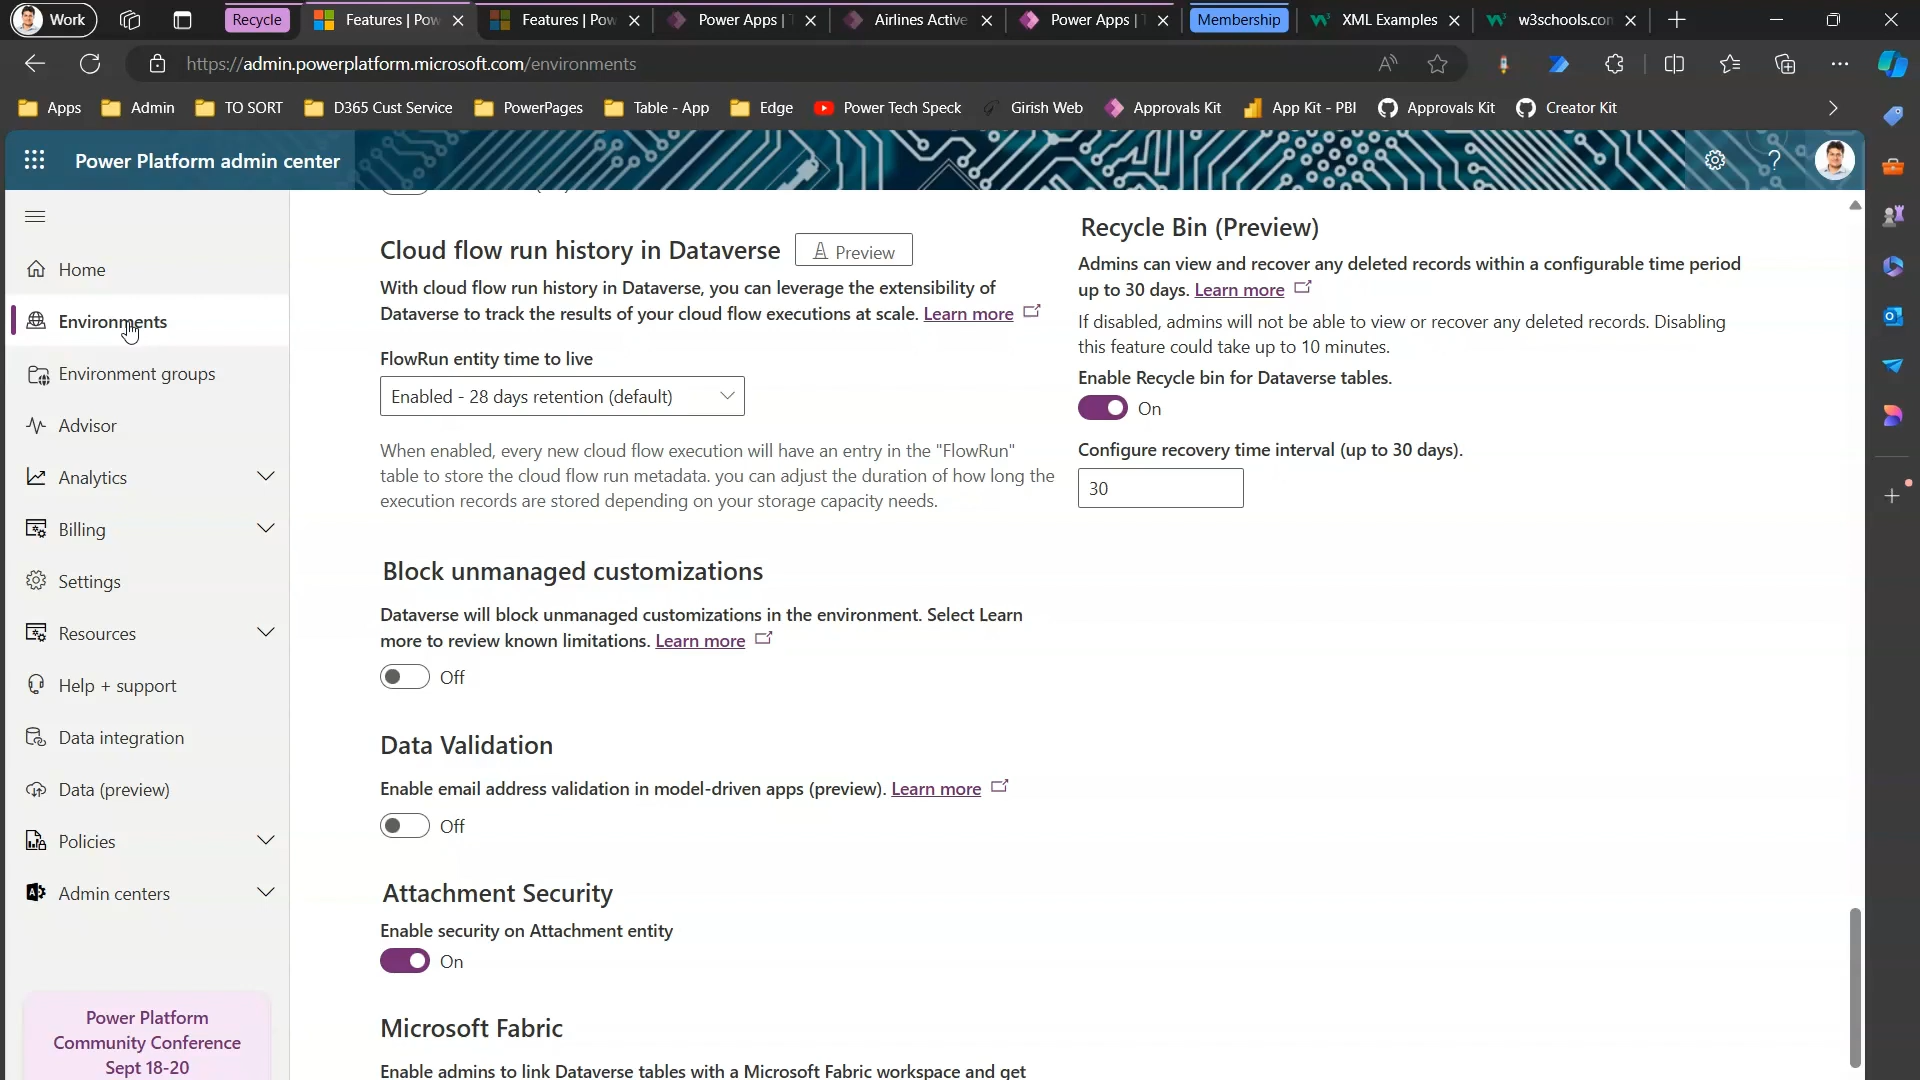 Work
Recycle
Features | Pow
Features | Pow
Power Apps |
Airlines Active
Power Apps |
Membership
XML Examples
w3schools.con
https://admin.powerplatform.microsoft.com/environments
Apps
Admin
TO SORT
D365 Cust Service
PowerPages
Table - App
Edge
Power Tech Speck
Girish Web
Approvals Kit
App Kit - PBI
Approvals Kit
Creator Kit
Power Platform admin center
Home
Environments
Environment groups
Advisor
Analytics
Billing
Settings
Resources
Help + support
Data integration
Data (preview)
Policies
Admin centers
Power Platform
Community Conference
Sept 18-20
Cloud flow run history in Dataverse
Preview
With cloud flow run history in Dataverse, you can leverage the extensibility of
Dataverse to track the results of your cloud flow executions at scale. Learn more
FlowRun entity time to live
Enabled - 28 days retention (default)
When enabled, every new cloud flow execution will have an entry in the "FlowRun"
table to store the cloud flow run metadata. you can adjust the duration of how long the
execution records are stored depending on your storage capacity needs.
Block unmanaged customizations
Dataverse will block unmanaged customizations in the environment. Select Learn
more to review known limitations. Learn more
Off
Data Validation
Enable email address validation in model-driven apps (preview). Learn more
Off
Attachment Security
Enable security on Attachment entity
On
Microsoft Fabric
Enable admins to link Dataverse tables with a Microsoft Fabric workspace and get
Recycle Bin (Preview)
Admins can view and recover any deleted records within a configurable time period
up to 30 days. Learn more
If disabled, admins will not be able to view or recover any deleted records. Disabling
this feature could take up to 10 minutes.
Enable Recycle bin for Dataverse tables.
On
Configure recovery time interval (up to 30 days).
30